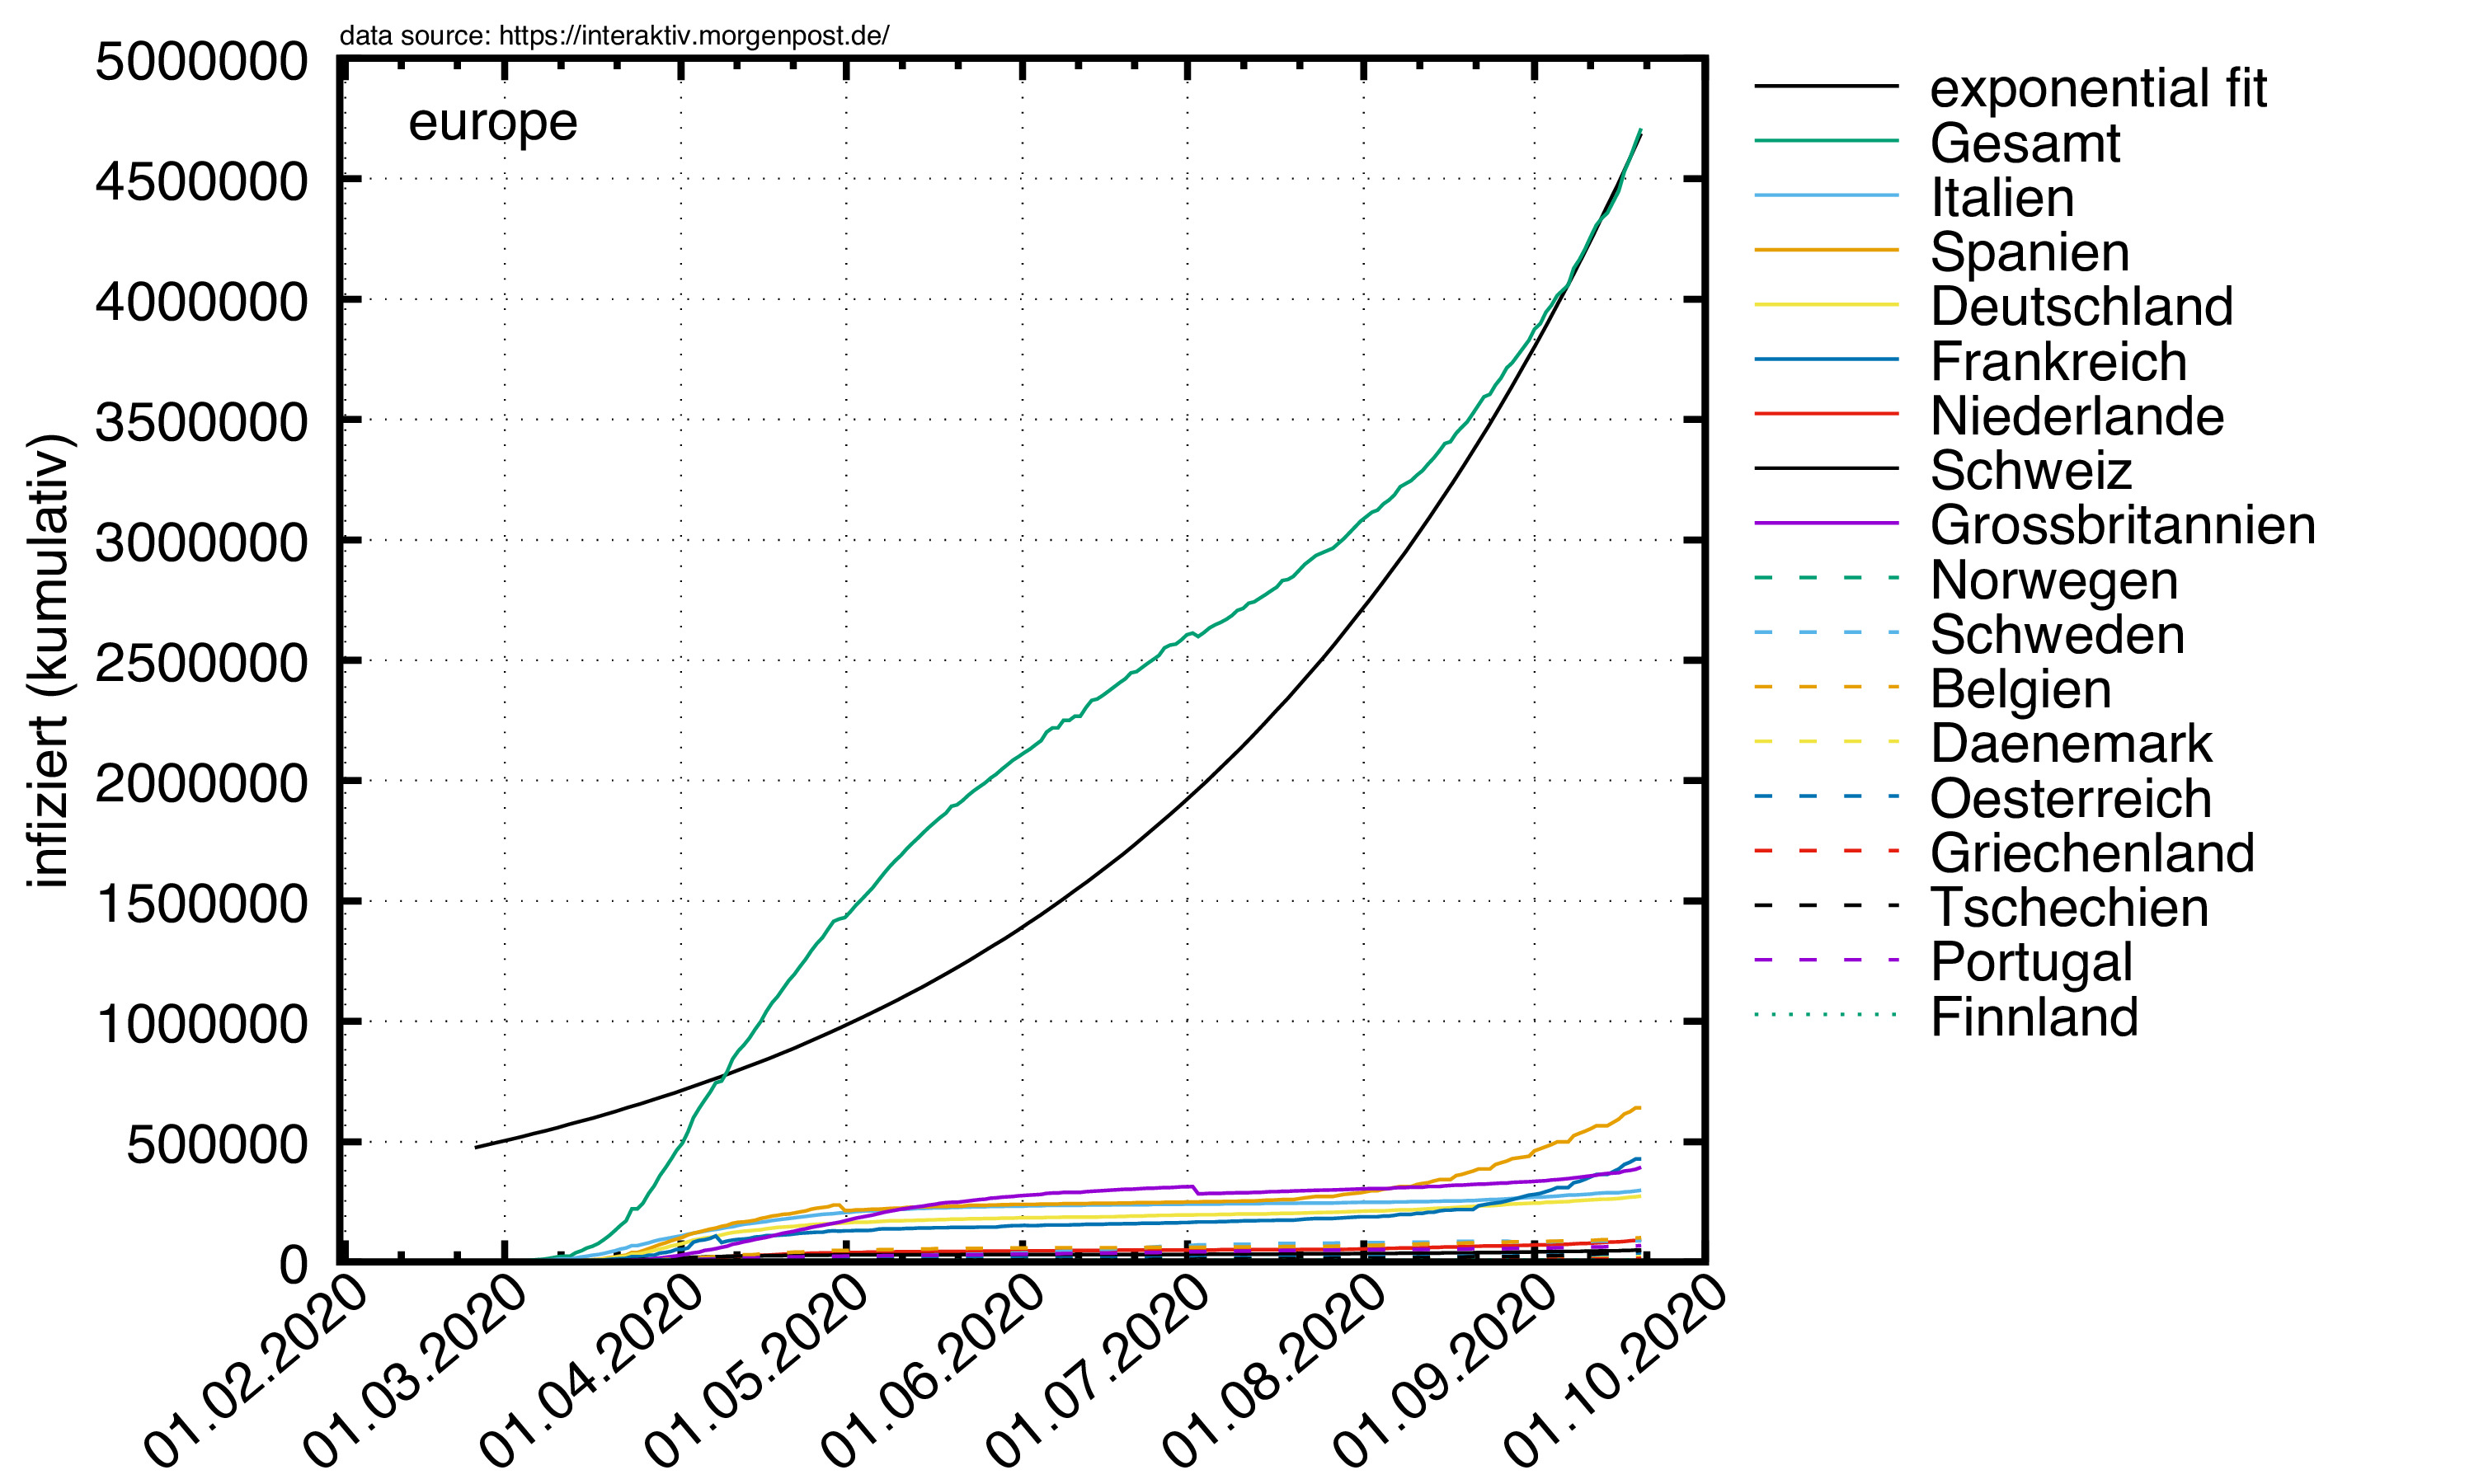 data source: https://interaktiv.morgenpost.de/
europe
infiziert (kumulativ)
5000000
4500000
4000000
3500000
3000000
2500000
2000000
1500000
1000000
500000
0
01.02.2020
01.03.2020
01.04.2020
01.05.2020
01.06.2020
01.07.2020
01.08.2020
01.09.2020
01.10.2020
exponential fit
Gesamt
Italien
Spanien
Deutschland
Frankreich
Niederlande
Schweiz
Grossbritannien
Norwegen
Schweden
Belgien
Daenemark
Oesterreich
Griechenland
Tschechien
Portugal
Finnland